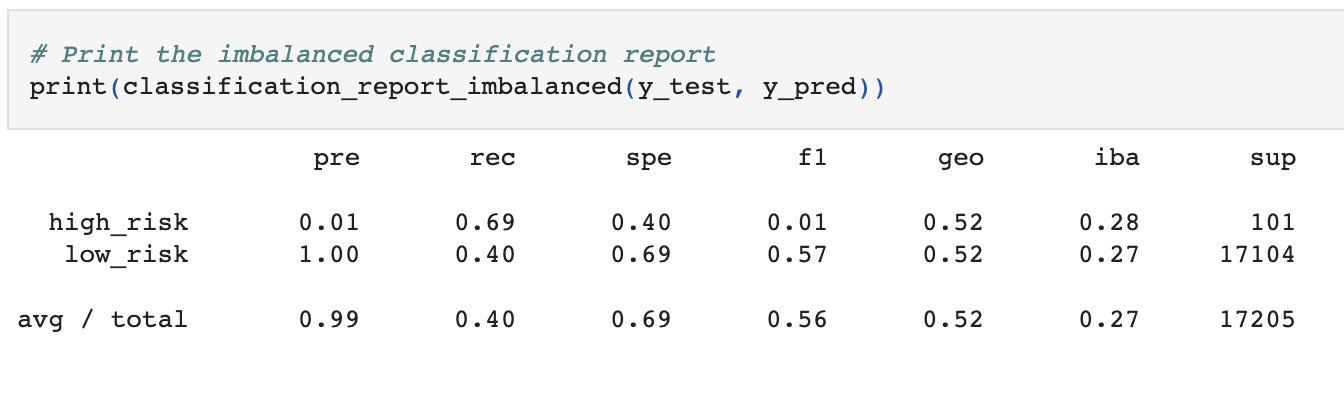 # Print the imbalanced classification report
print(classification_report_imbalanced(y_test, y_pred))
pre rec spe f1 geo iba sup
high_risk 0.01 0.69 0.40 0.01 0.52 0.28 101
low_risk 1.00 0.40 0.69 0.57 0.52 0.27 17104
avg / total 0.99 0.40 0.69 0.56 0.52 0.27 17205